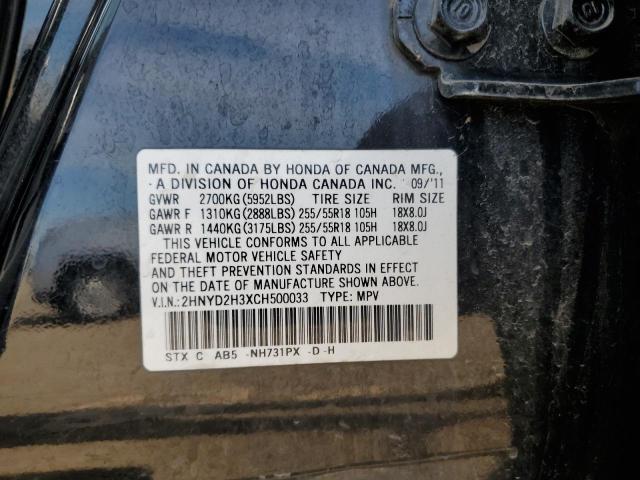 MFD. IN CANADA BY HONDA OF CANADA MFG.,
A DIVISION OF HONDA CANADA INC. 09/'11
GVWR 2700KG(5952LBS) TIRE SIZE RIM SIZE
GAWR F 1310KG(2888LBS) 255/55R18 105H 18X8.0J
GAWR R 1440KG(3175LBS) 255/55R18 105H 18X8.0J
THIS VEHICLE CONFORMS TO ALL APPLICABLE
FEDERAL MOTOR VEHICLE SAFETY
AND THEFT PREVENTION STANDARDS IN EFFECT
ON THE DATE OF MANUFACTURE SHOWN ABOVE.
V.I.N.: 2HNYD2H3XCH500033 TYPE: MPV
STX C AB5 -NH731PX -D -H